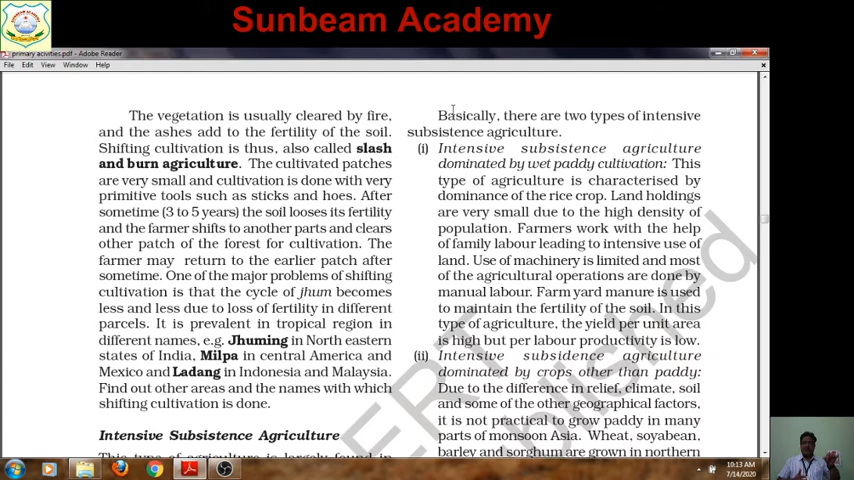 Sunbeam Academy
primary acivities.pdf - Adobe Reader
File Edit View Window Help
The vegetation is usually cleared by fire,
and the ashes add to the fertility of the soil.
Shifting cultivation is thus, also called slash
and burn agriculture. The cultivated patches
are very small and cultivation is done with very
primitive tools such as sticks and hoes. After
sometime (3 to 5 years) the soil looses its fertility
and the farmer shifts to another parts and clears
other patch of the forest for cultivation. The
farmer may return to the earlier patch after
sometime. One of the major problems of shifting
cultivation is that the cycle of jhum becomes
less and less due to loss of fertility in different
parcels. It is prevalent in tropical region in
different names, e.g. Jhuming in North eastern
states of India, Milpa in central America and
Mexico and Ladang in Indonesia and Malaysia.
Find out other areas and the names with which
shifting cultivation is done.
Intensive Subsistence Agriculture
This type of agriculture is largely found in
Basically, there are two types of intensive
subsistence agriculture.
(i) Intensive subsistence agriculture
dominated by wet paddy cultivation: This
type of agriculture is characterised by
dominance of the rice crop. Land holdings
are very small due to the high density of
population. Farmers work with the help
of family labour leading to intensive use of
land. Use of machinery is limited and most
of the agricultural operations are done by
manual labour. Farm yard manure is used
to maintain the fertility of the soil. In this
type of agriculture, the yield per unit area
is high but per labour productivity is low.
(ii) Intensive subsidence agriculture
dominated by crops other than paddy:
Due to the difference in relief, climate, soil
and some of the other geographical factors,
it is not practical to grow paddy in many
parts of monsoon Asia. Wheat, soyabean,
barley and sorghum are grown in northern
10:13 AM
7/14/2020